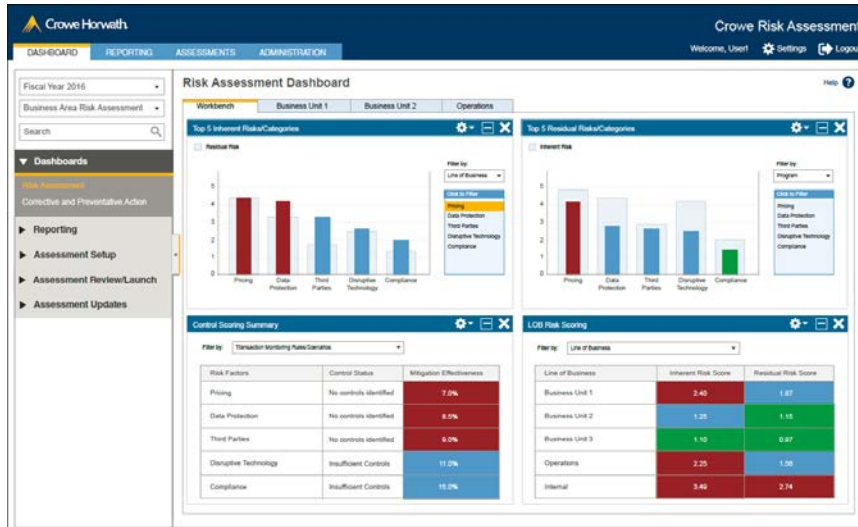 Crowe Horwath.
Crowe Risk Assessment
DASHBOARD REPORTING ASSESSMENTS ADMINISTRATION
Welcome, User! Settings Logout
Fiscal Year 2016
Business Area Risk Assessment
Search
Dashboards
Risk Assessment
Corrective and Preventative Action
Reporting
Assessment Setup
Assessment Review/Launch
Assessment Updates
Risk Assessment Dashboard
Help
Workbench Business Unit 1 Business Unit 2 Operations
Top 5 Inherent Risks/Categories
Residual Risk
Filter by:
Line of Business
Click to Filter
Pricing
Data Protection
Third Parties
Disruptive Technology
Compliance
5
4
3
2
1
0
Pricing Data Protection Third Parties Disruptive Technology Compliance
Top 5 Residual Risks/Categories
Inherent Risk
Filter by:
Program
Click to Filter
Pricing
Data Protection
Third Parties
Disruptive Technology
Compliance
5
4
3
2
1
0
Pricing Data Protection Third Parties Disruptive Technology Compliance
Control Scoring Summary
Filter by: Transaction Monitoring Rules/Scenarios
Risk Factors Control Status Mitigation Effectiveness
Pricing No controls identified 7.0%
Data Protection No controls identified 8.5%
Third Parties No controls identified 9.0%
Disruptive Technology Insufficient Controls 11.0%
Compliance Insufficient Controls 15.0%
LOB Risk Scoring
Filter by: Line of Business
Line of Business Inherent Risk Score Residual Risk Score
Business Unit 1 2.40 1.87
Business Unit 2 1.25 1.15
Business Unit 3 1.10 0.97
Operations 2.25 1.56
Internal 3.49 2.74